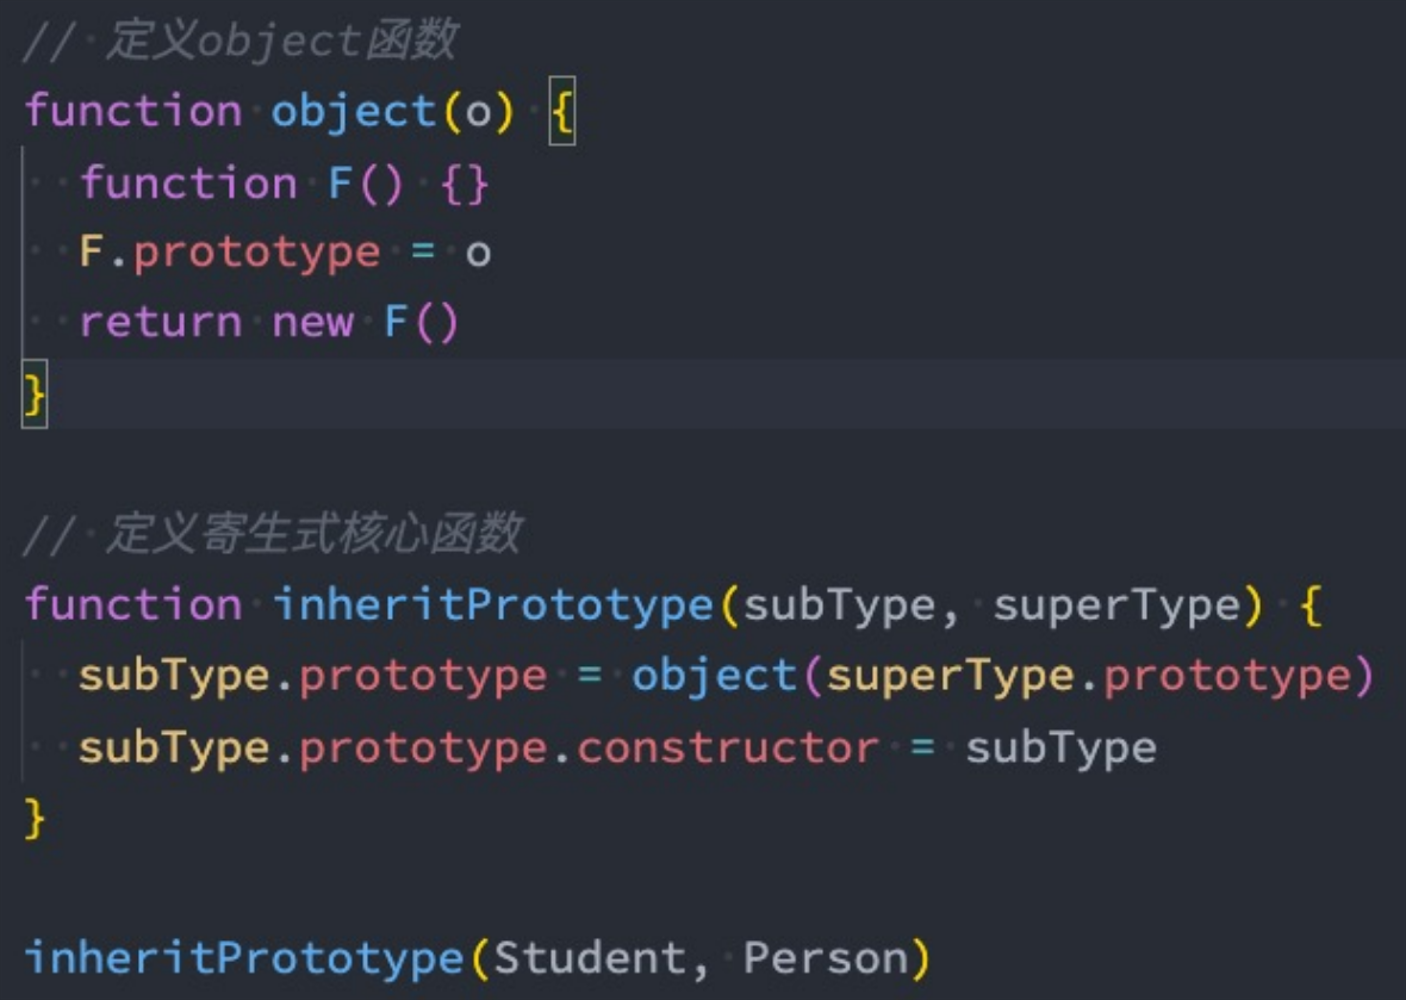 // 定义object函数
function object(o) {
  function F() {}
  F.prototype = o
  return new F()
}
// 定义寄生式核心函数
function inheritPrototype(subType, superType) {
  subType.prototype = object(superType.prototype)
  subType.prototype.constructor = subType
}
inheritPrototype(Student, Person)